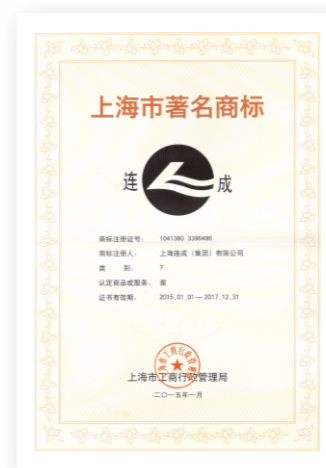 上海市著名商标
连 成
商标注册证号: 1041380 3396496
商标注册人: 上海连成(集团)有限公司
类 别: 7
认定商品或服务: 泵
证书有效期: 2015.01.01—2017.12.31
上海市工商行政管理局
二〇一五年一月